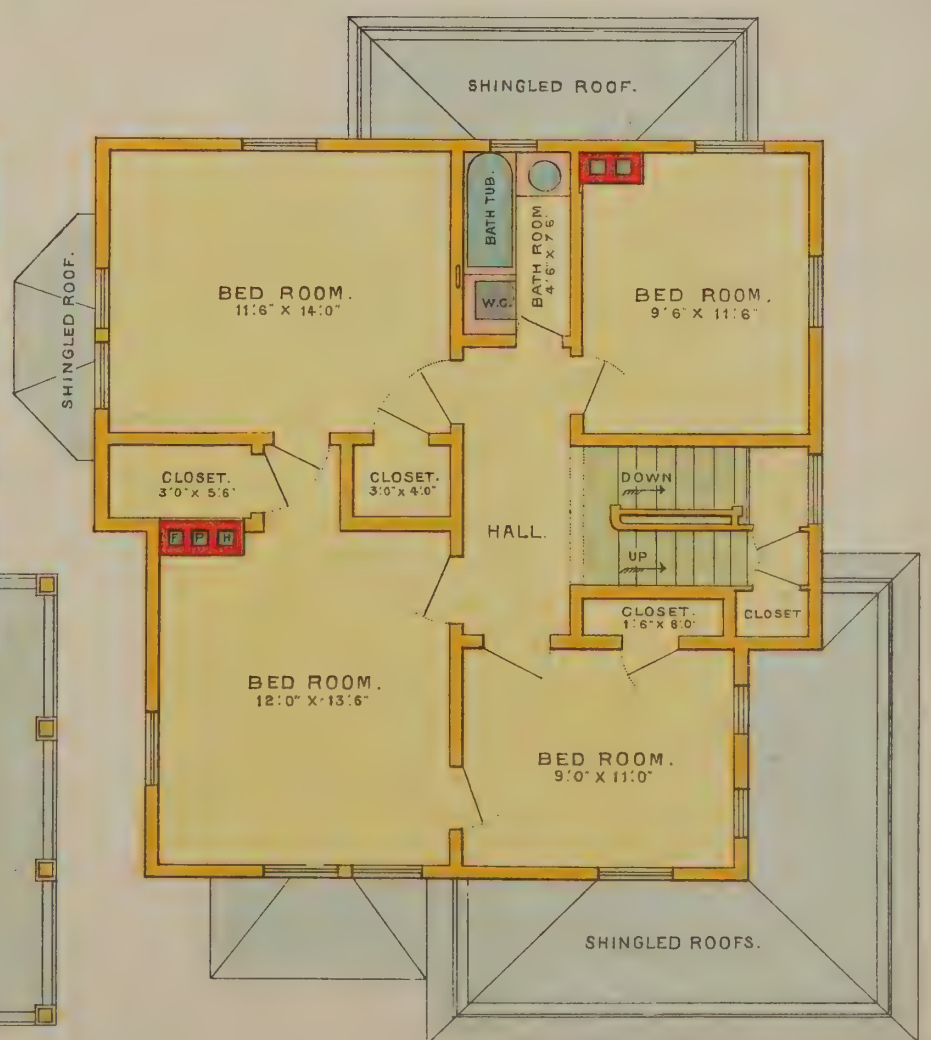 SHINGLED ROOF.
BATH TUB.
BATH ROOM
4'6" X 7'6"
W.C.
BED ROOM.
11'6" X 14'0"
BED ROOM.
9'6" X 11'6"
SHINGLED ROOF.
CLOSET.
3'0" X 5'6"
CLOSET.
3'0" X 4'0"
DOWN
HALL.
UP
F P H
CLOSET.
1'6" X 6'0"
CLOSET
BED ROOM.
12'0" X 13'6"
BED ROOM.
9'0" X 11'0"
SHINGLED ROOFS.